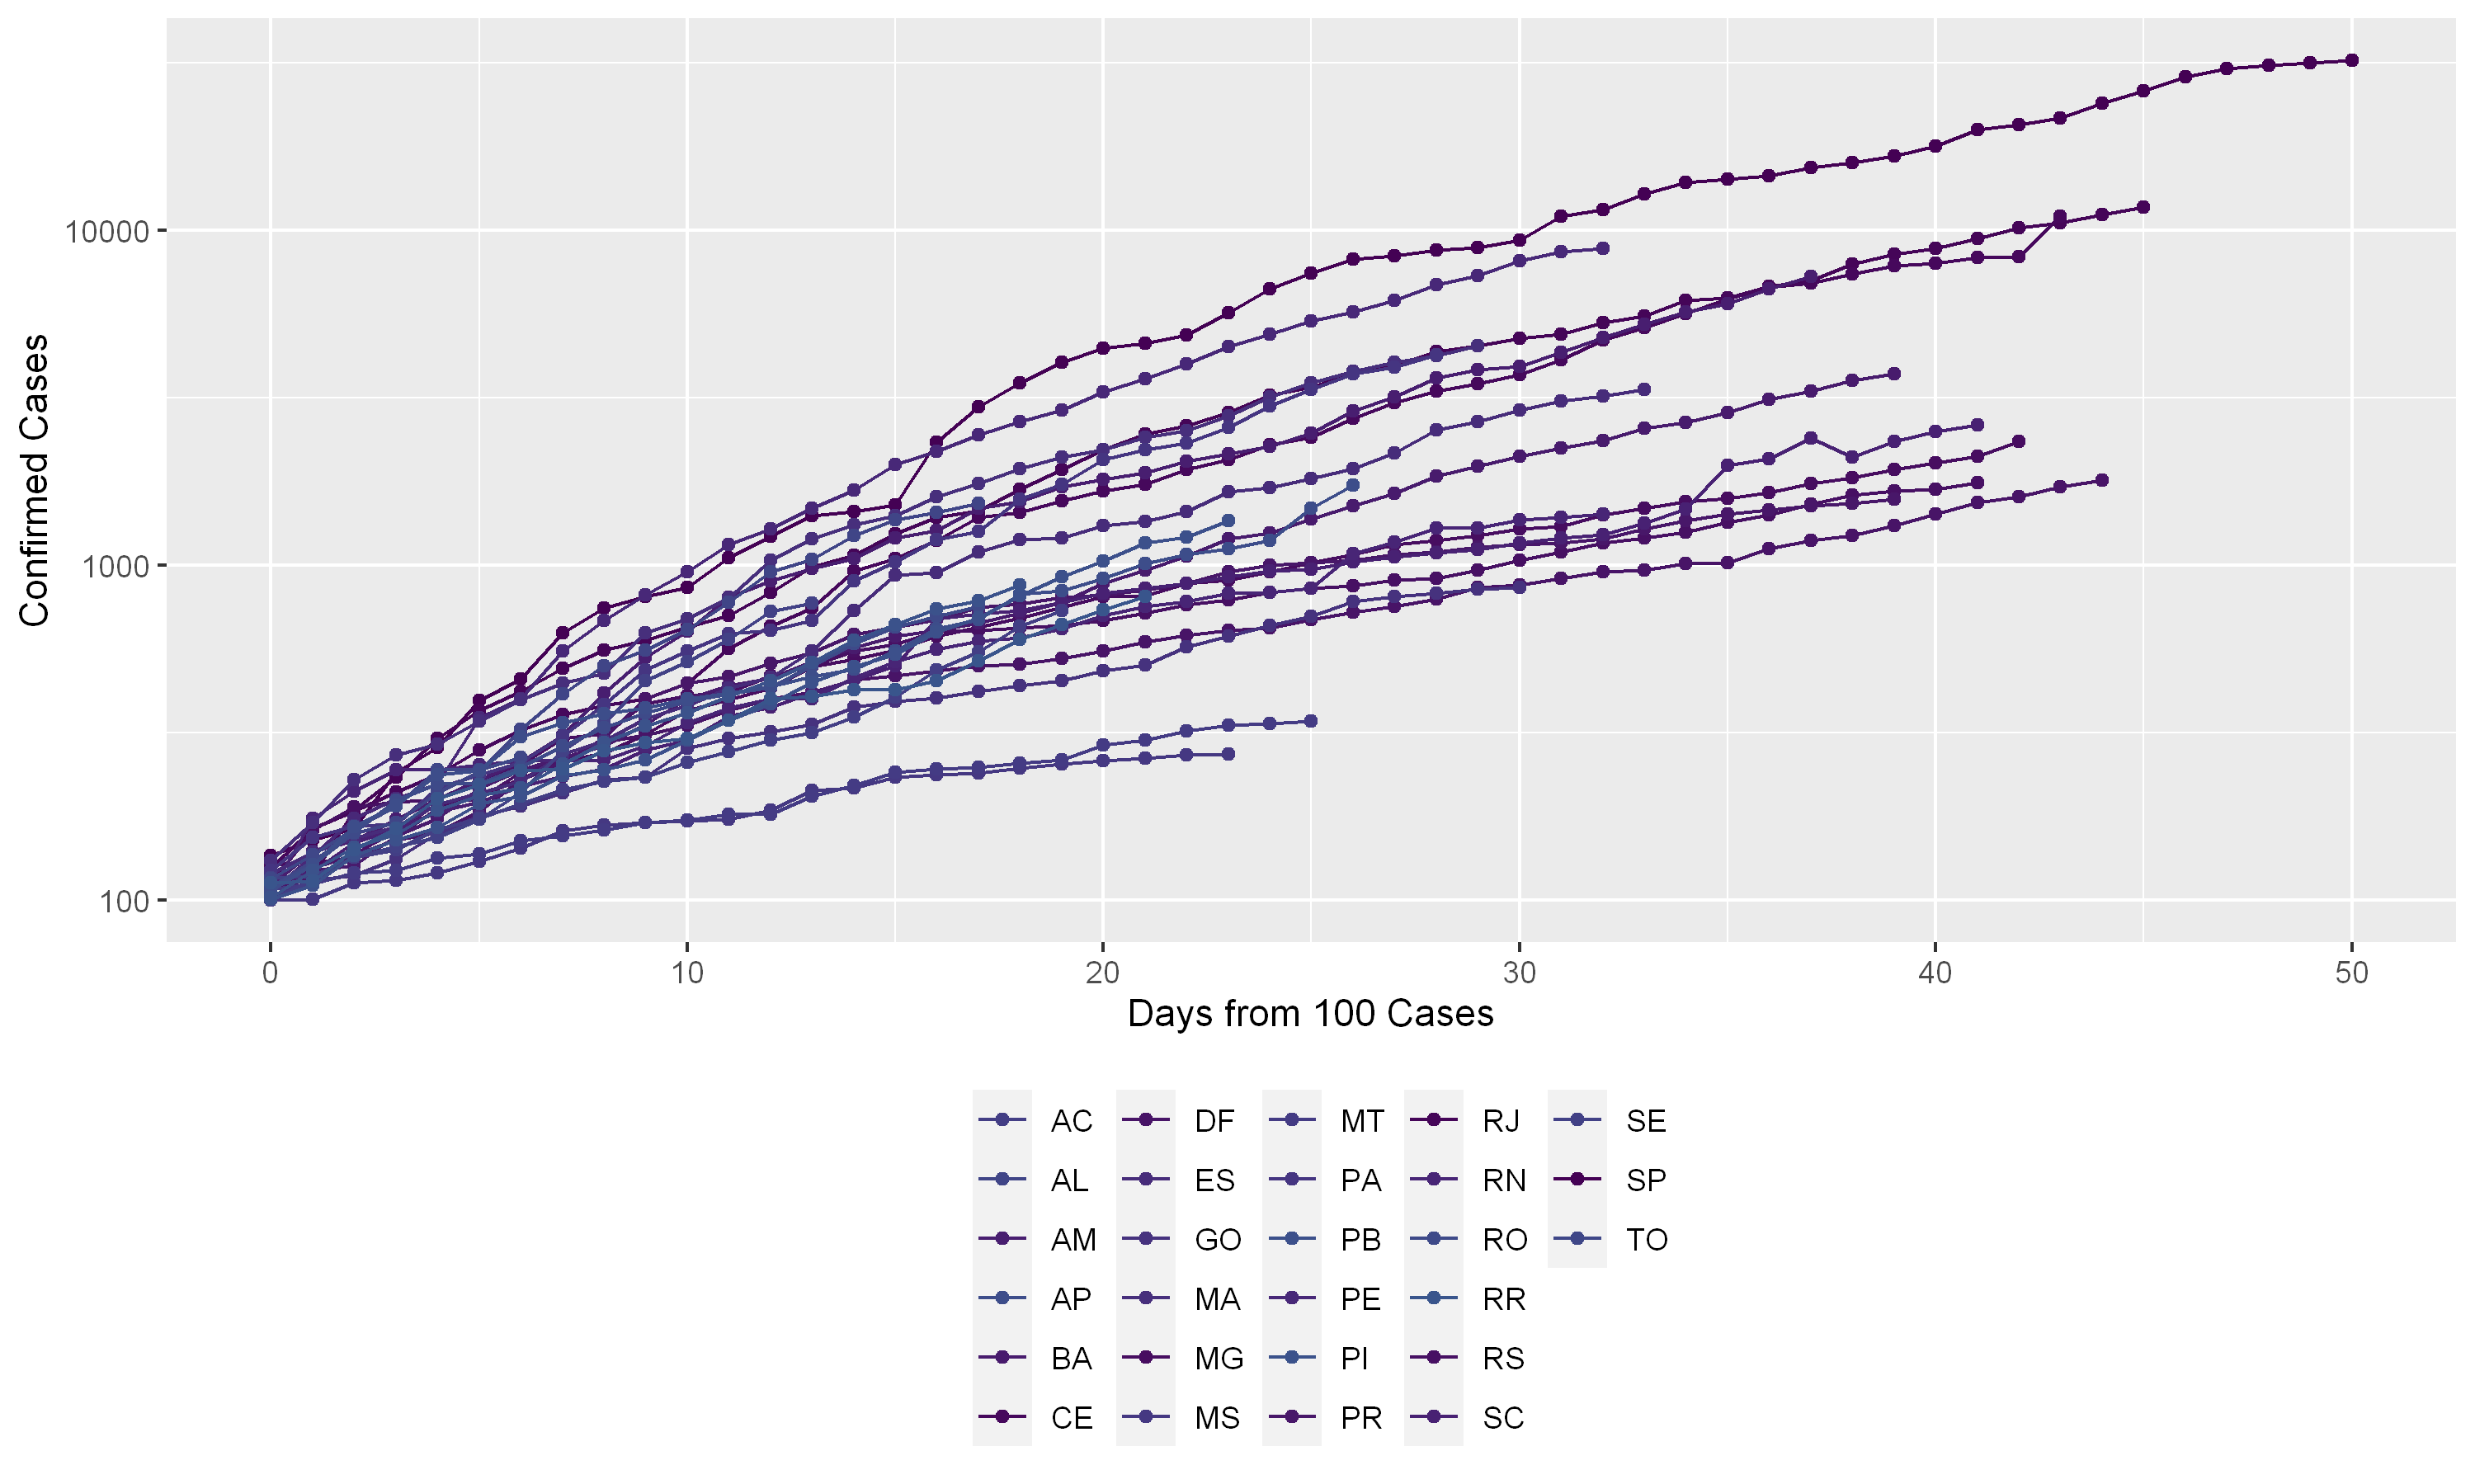 Confirmed Cases
10000
1000
100
0 10 20 30 40 50
Days from 100 Cases
AC DF MT RJ SE
AL ES PA RN SP
AM GO PB RO TO
AP MA PE RR
BA MG PI RS
CE MS PR SC